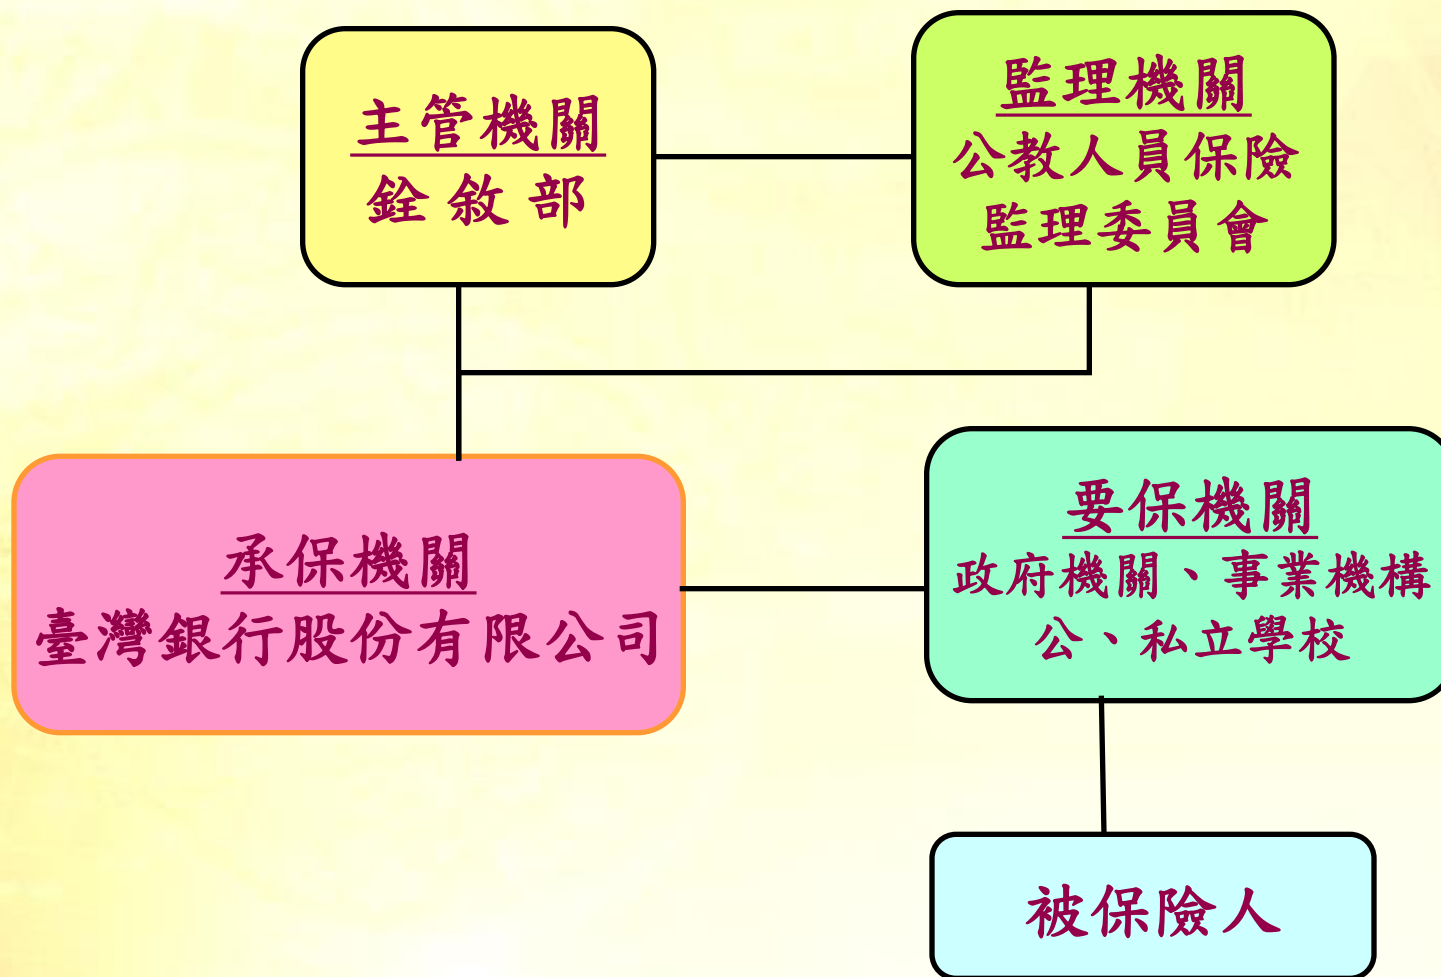 主管機關
銓敘部
監理機關
公教人員保險
監理委員會
承保機關
臺灣銀行股份有限公司
要保機關
政府機關、事業機構
公、私立學校
被保險人